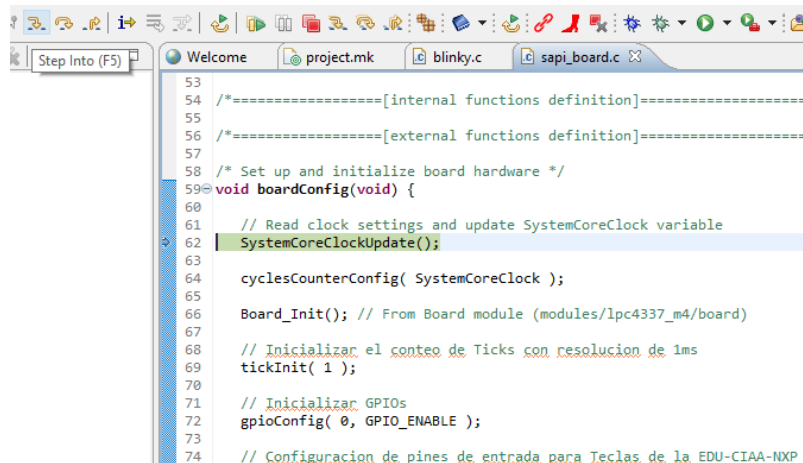 Step Into (F5)
Welcome project.mk blinky.c sapi_board.c
53
54 /*==================[internal functions definition]====================
55
56 /*==================[external functions definition]====================
57
58 /* Set up and initialize board hardware */
59 void boardConfig(void) {
60
61 // Read clock settings and update SystemCoreClock variable
62 SystemCoreClockUpdate();
63
64 cyclesCounterConfig( SystemCoreClock );
65
66 Board_Init(); // From Board module (modules/lpc4337_m4/board)
67
68 // Inicializar el conteo de Ticks con resolucion de 1ms
69 tickInit( 1 );
70
71 // Inicializar GPIOs
72 gpioConfig( 0, GPIO_ENABLE );
73
74 // Configuracion de pines de entrada para Teclas de la EDU-CIAA-NXP